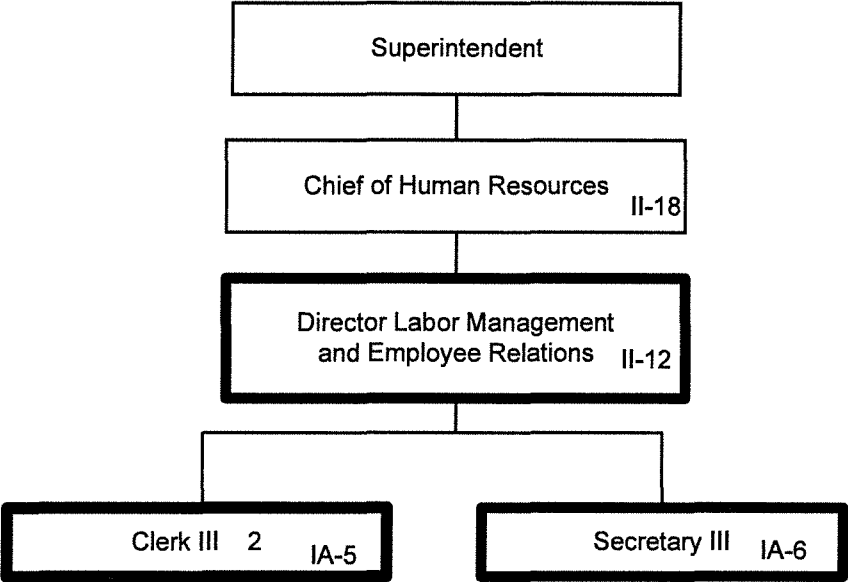 Superintendent
Chief of Human Resources
II-18
Director Labor Management
and Employee Relations
II-12
Clerk III 2
IA-5
Secretary III
IA-6